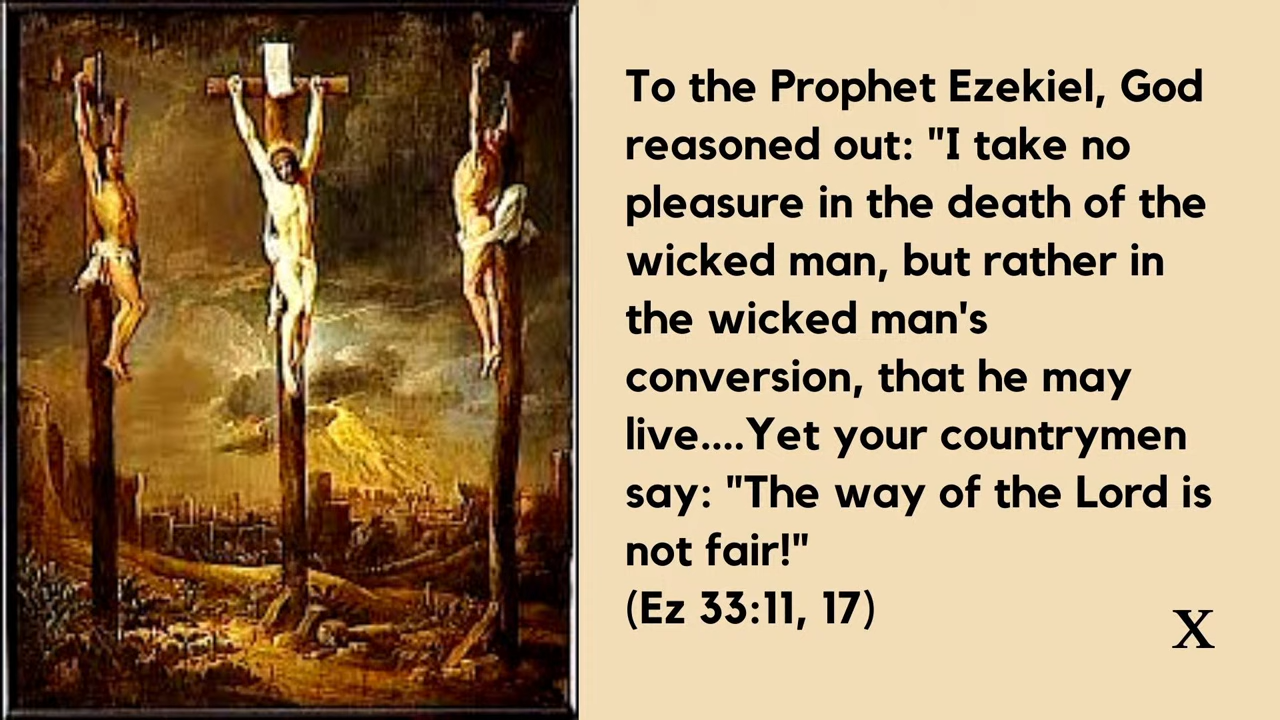 To the Prophet Ezekiel, God
reasoned out: "I take no
pleasure in the death of the
wicked man, but rather in
the wicked man's
conversion, that he may
live....Yet your countrymen
say: "The way of the Lord is
not fair!"
(Ez 33:11, 17)
X